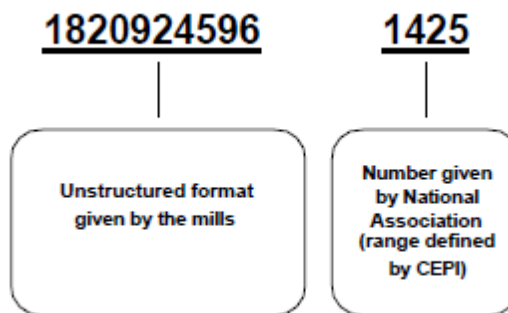 1820924596 1425
Unstructured format
given by the mills
Number given
by National
Association
(range defined
by CEPI)